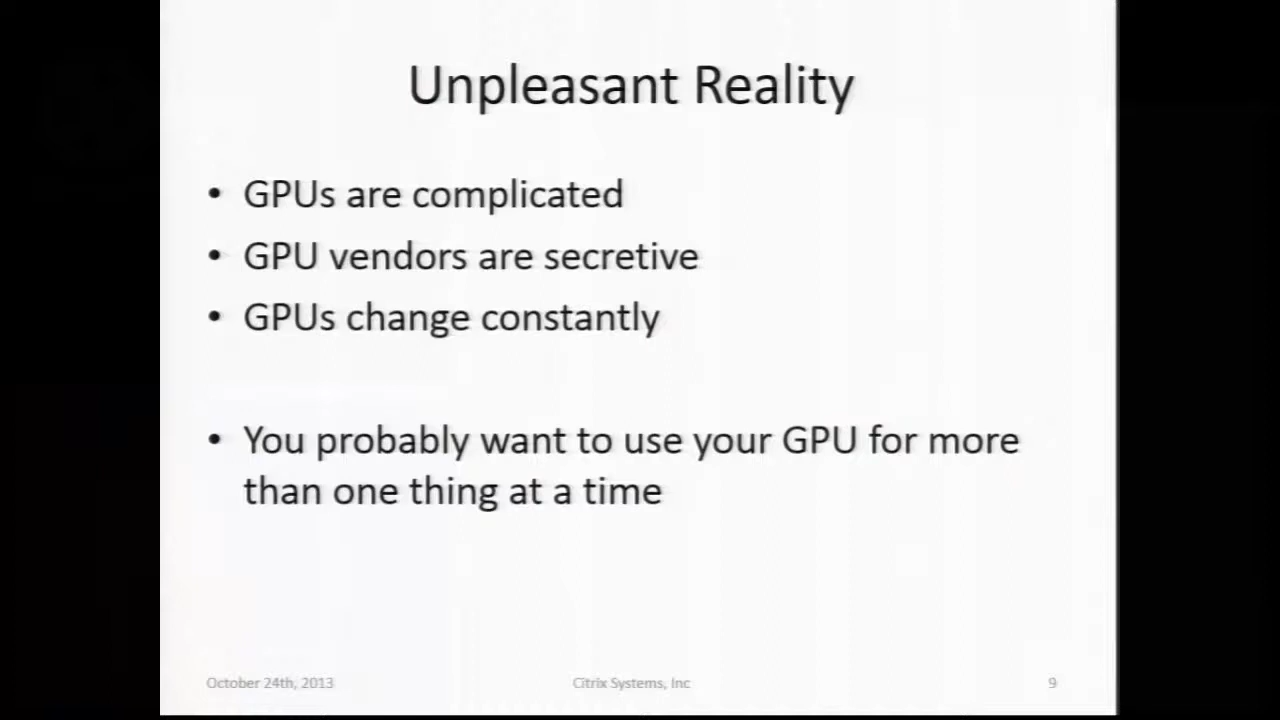 Unpleasant Reality
• GPUs are complicated
• GPU vendors are secretive
• GPUs change constantly
• You probably want to use your GPU for more
than one thing at a time
October 24th, 2013 Citrix Systems, Inc 9